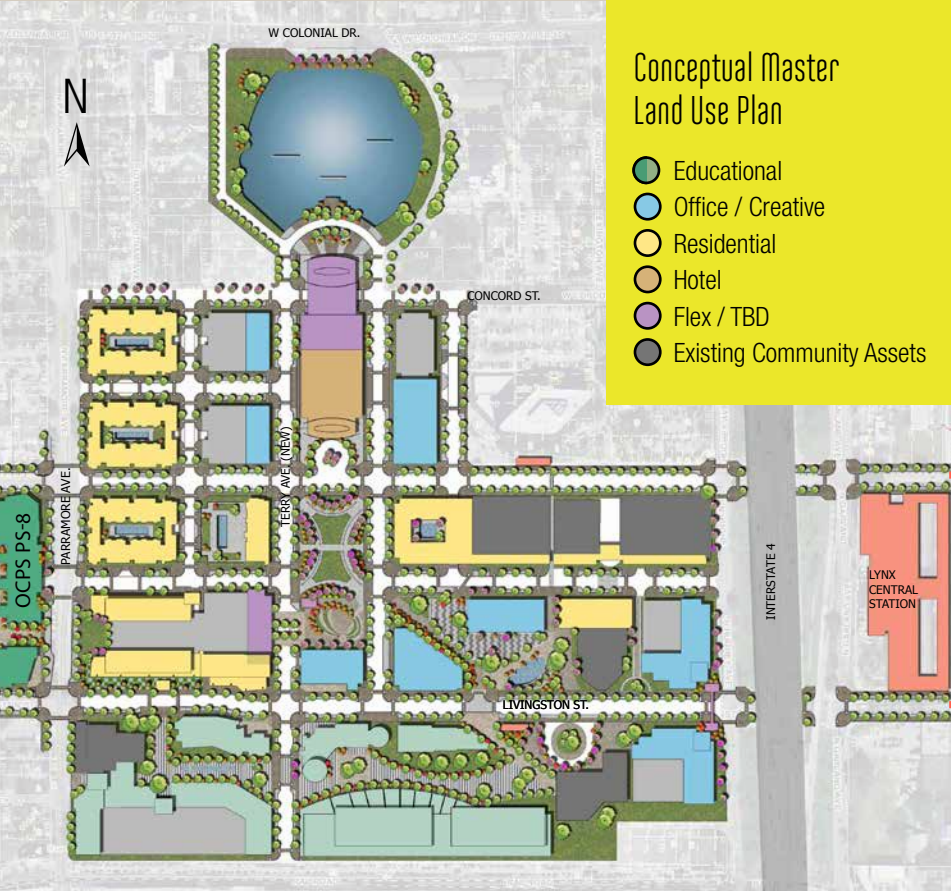 W COLONIAL DR.
N
Conceptual Master
Land Use Plan
Educational
Office / Creative
Residential
Hotel
Flex / TBD
Existing Community Assets
CONCORD ST.
TERRY AVE. (NEW)
PARRAMORE AVE.
OCPS PS-8
INTERSTATE 4
LYNX
CENTRAL
STATION
LIVINGSTON ST.